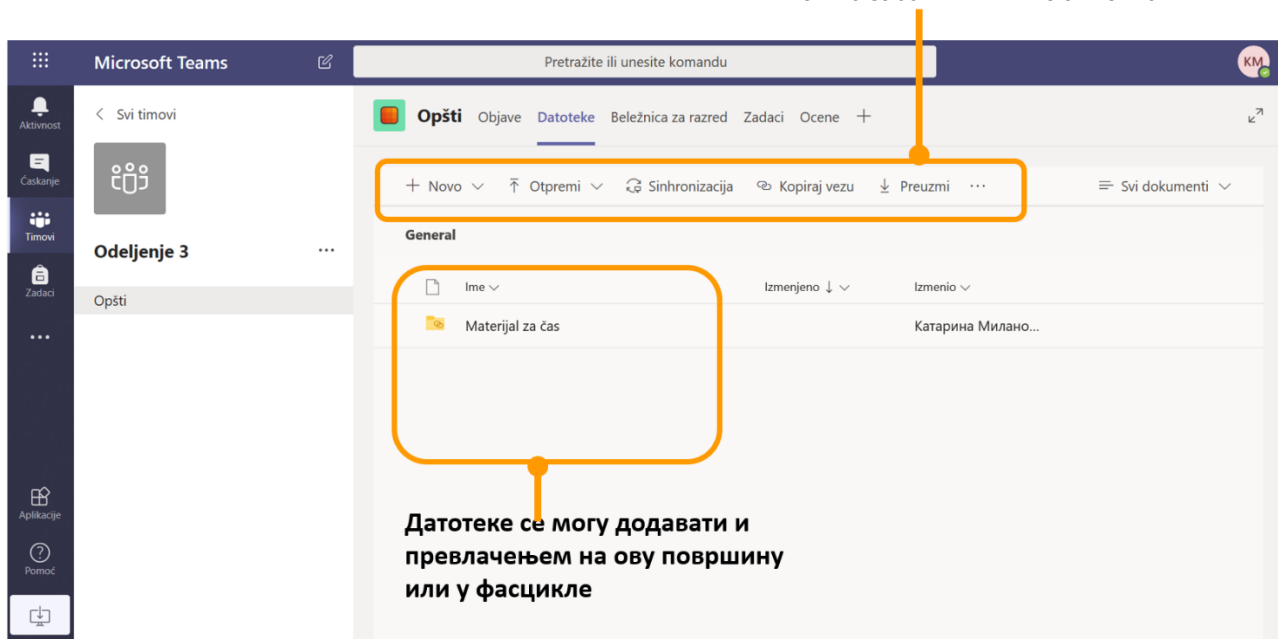 Microsoft Teams
Pretražite ili unesite komandu
KM
Aktivnost
Ćaskanje
Timovi
Zadaci
Aplikacije
Pomoć
< Svi timovi
Odeljenje 3 ...
Opšti
Opšti Objave Datoteke Beležnica za razred Zadaci Ocene +
+ Novo Otpremi Sinhronizacija Kopiraj vezu Preuzmi ... Svi dokumenti
General
Ime Izmenjeno ↓ Izmenio
Materijal za čas Катарина Милано...
Датотеке се могу додавати и
превлачењем на ову површину
или у фасцикле